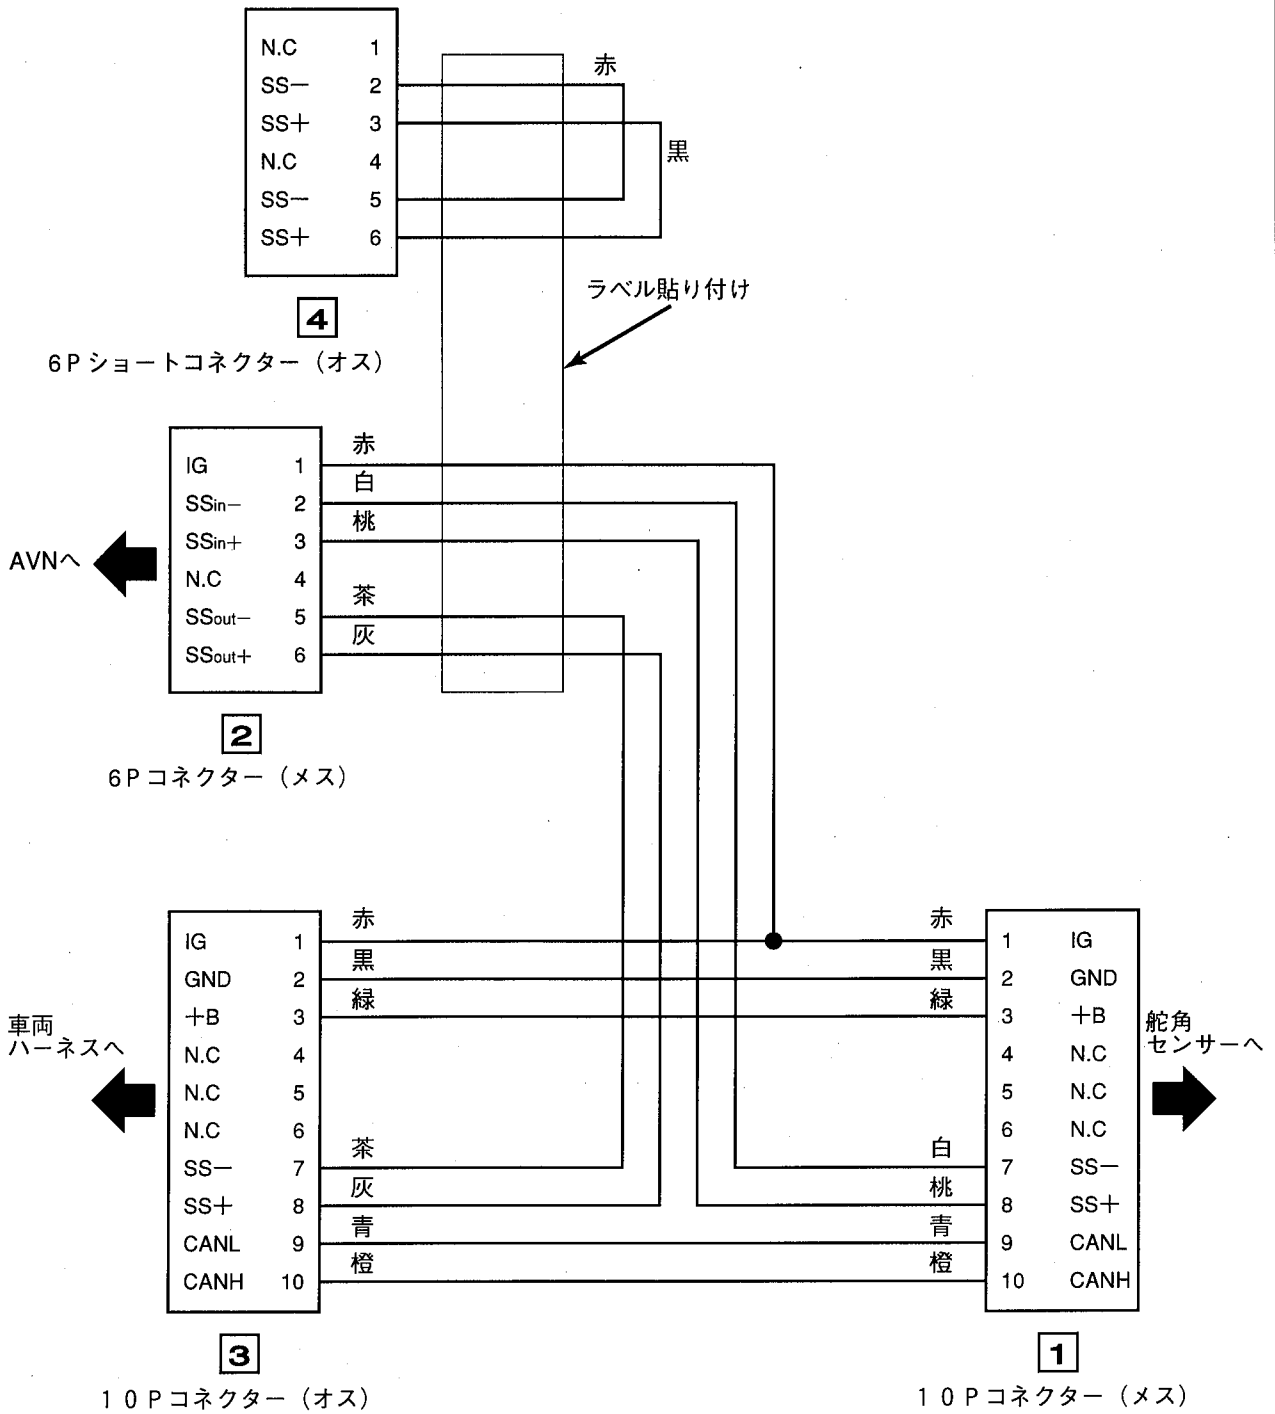 N.C 1
SS− 2
SS+ 3
N.C 4
SS− 5
SS+ 6
赤
黒
4
6Pショートコネクター（オス）
ラベル貼り付け
AVNへ
IG 1
SSin− 2
SSin+ 3
N.C 4
SSout− 5
SSout+ 6
赤
白
桃
茶
灰
2
6Pコネクター（メス）
車両
ハーネスへ
IG 1
GND 2
+B 3
N.C 4
N.C 5
N.C 6
SS− 7
SS+ 8
CANL 9
CANH 10
赤
黒
緑
茶
灰
青
橙
3
10Pコネクター（オス）
赤
黒
緑
白
桃
青
橙
1 IG
2 GND
3 +B
4 N.C
5 N.C
6 N.C
7 SS−
8 SS+
9 CANL
10 CANH
舵角
センサーへ
1
10Pコネクター（メス）